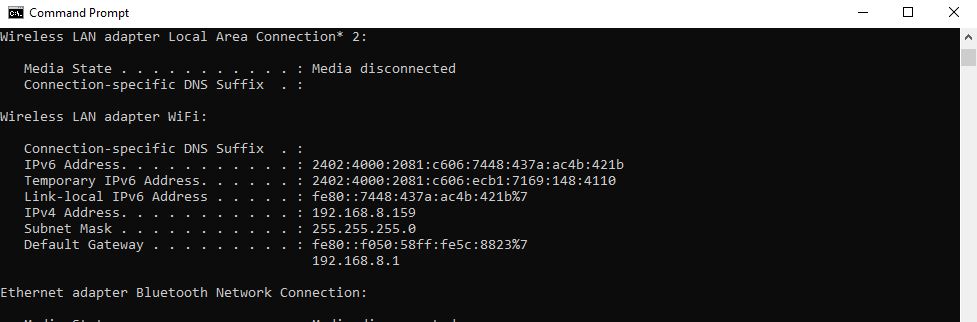 Command Prompt
Wireless LAN adapter Local Area Connection* 2:
Media State . . . . . . . . . . . : Media disconnected
Connection-specific DNS Suffix  . :
Wireless LAN adapter WiFi:
Connection-specific DNS Suffix  . :
IPv6 Address. . . . . . . . . . . : 2402:4000:2081:c606:7448:437a:ac4b:421b
Temporary IPv6 Address. . . . . . : 2402:4000:2081:c606:ecb1:7169:148:4110
Link-local IPv6 Address . . . . . : fe80::7448:437a:ac4b:421b%7
IPv4 Address. . . . . . . . . . . : 192.168.8.159
Subnet Mask . . . . . . . . . . . : 255.255.255.0
Default Gateway . . . . . . . . . : fe80::f050:58ff:fe5c:8823%7
192.168.8.1
Ethernet adapter Bluetooth Network Connection: